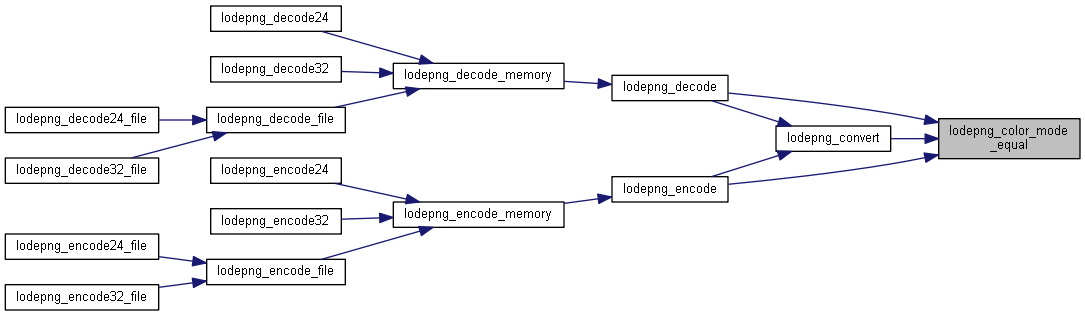 lodepng_decode24
lodepng_decode32
lodepng_decode_memory
lodepng_decode
lodepng_decode24_file
lodepng_decode_file
lodepng_color_mode
_equal
lodepng_convert
lodepng_decode32_file
lodepng_encode24
lodepng_encode
lodepng_encode32
lodepng_encode_memory
lodepng_encode24_file
lodepng_encode_file
lodepng_encode32_file